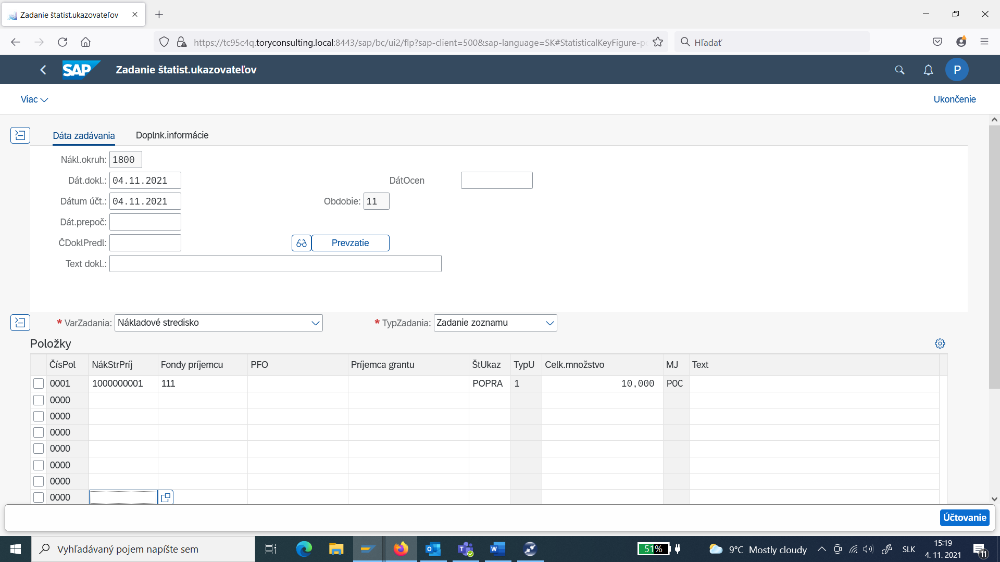 Zadanie štatist.ukazovateľov
https://tc95c4q.toryconsulting.local:8443/sap/bc/ui2/flp?sap-client=500&sap-language=SK#StatisticalKeyFigure-p
Hľadať
SAP
Zadanie štatist.ukazovateľov
P
Viac
Ukončenie
Dáta zadávania
Doplnk.informácie
Nákl.okruh: 1800
Dát.dokl.: 04.11.2021
DátOcen
Dátum účt.: 04.11.2021
Obdobie: 11
Dát.prepoč:
ČDoklPredl:
Prevzatie
Text dokl.:
* VarZadania: Nákladové stredisko
* TypZadania: Zadanie zoznamu
Položky
ČísPol NákStrPríj Fondy príjemcu PFO Príjemca grantu ŠtUkaz TypU Celk.množstvo MJ Text
0001 1000000001 111 POPRA 1 10,000 POC
0000
0000
0000
0000
0000
0000
0000
Účtovanie
Vyhľadávaný pojem napíšte sem
51%
9°C Mostly cloudy
SLK
15:19
4. 11. 2021
11